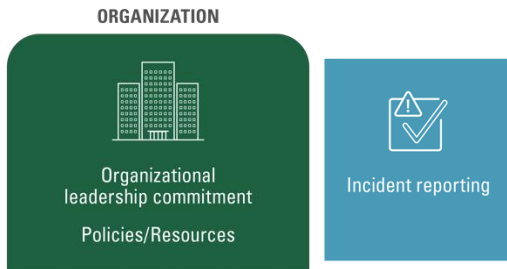 ORGANIZATION
Organizational
leadership commitment
Policies/Resources
Incident reporting